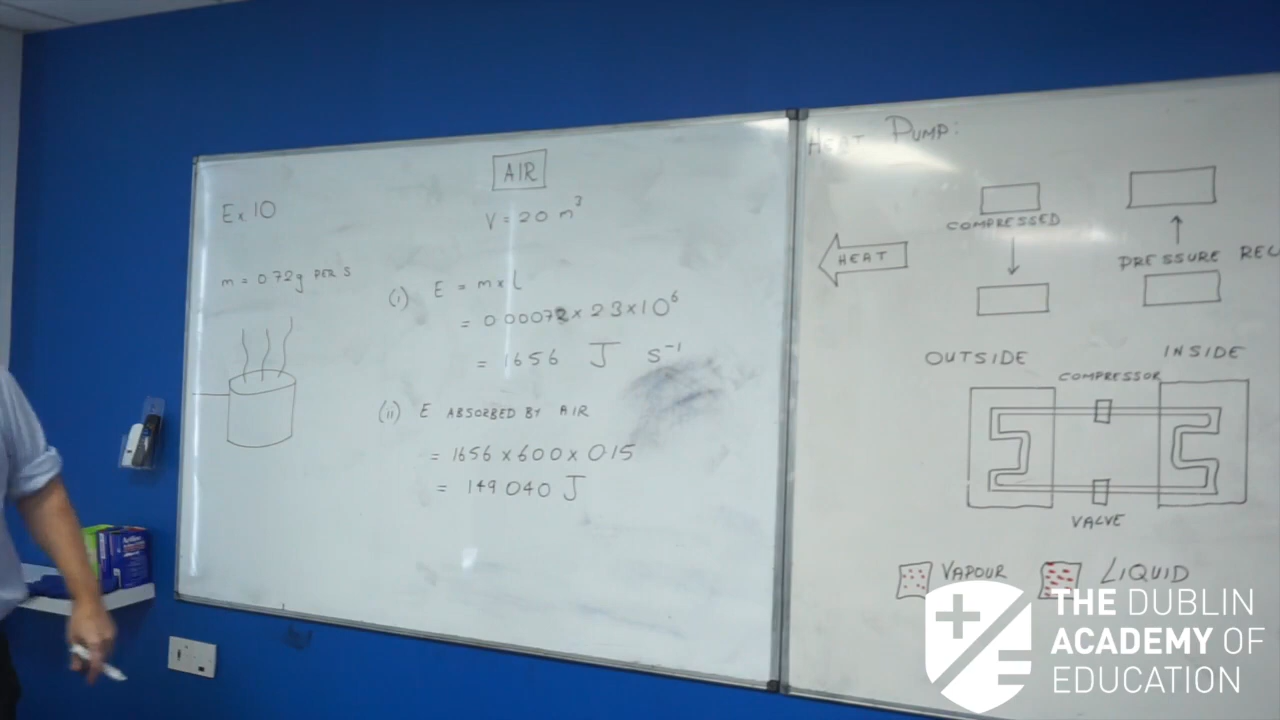 Ex 10
m = 0.72g PER S
AIR
V = 20 m³
(i) E = m × L
= 0.00072 × 2.3 × 10⁶
= 1656 J s⁻¹
(ii) E ABSORBED BY AIR
= 1656 × 600 × 0.15
= 149 040 J
HEAT PUMP:
COMPRESSED
HEAT
PRESSURE REL
OUTSIDE
INSIDE
COMPRESSOR
VALVE
VAPOUR
LIQUID
THE DUBLIN
ACADEMY OF
EDUCATION